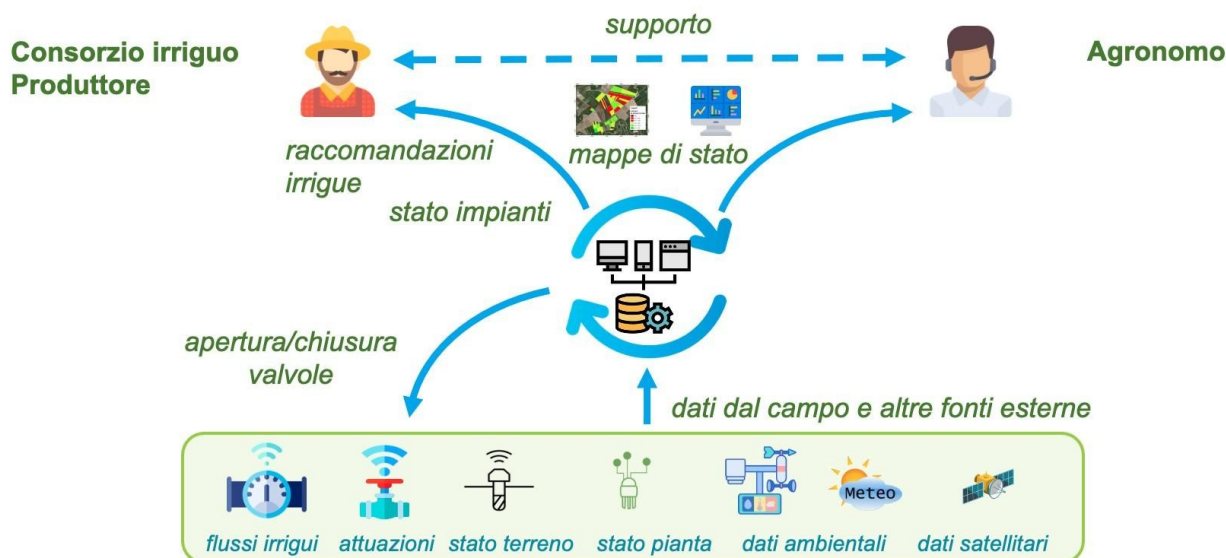 supporto
Consorzio irriguo
Produttore
Agronomo
raccomandazioni
irrigue
mappe di stato
stato impianti
apertura/chiusura
valvole
dati dal campo e altre fonti esterne
Meteo
flussi irrigui
attuazioni
stato terreno
stato pianta
dati ambientali
dati satellitari